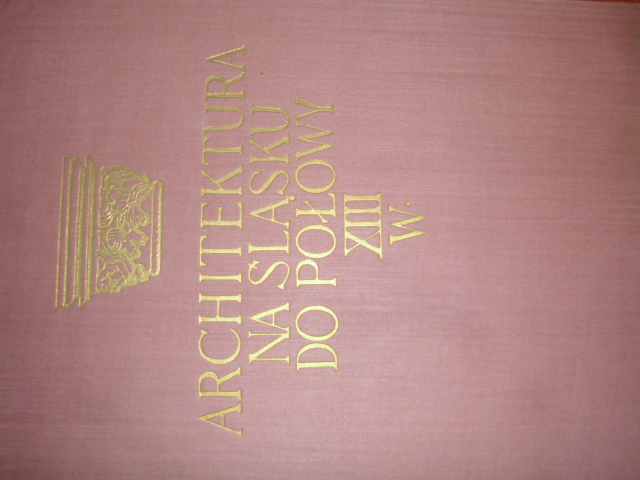 ARCHITEKTURA
NA ŚLĄSKU
DO POŁOWY
XIII
W.